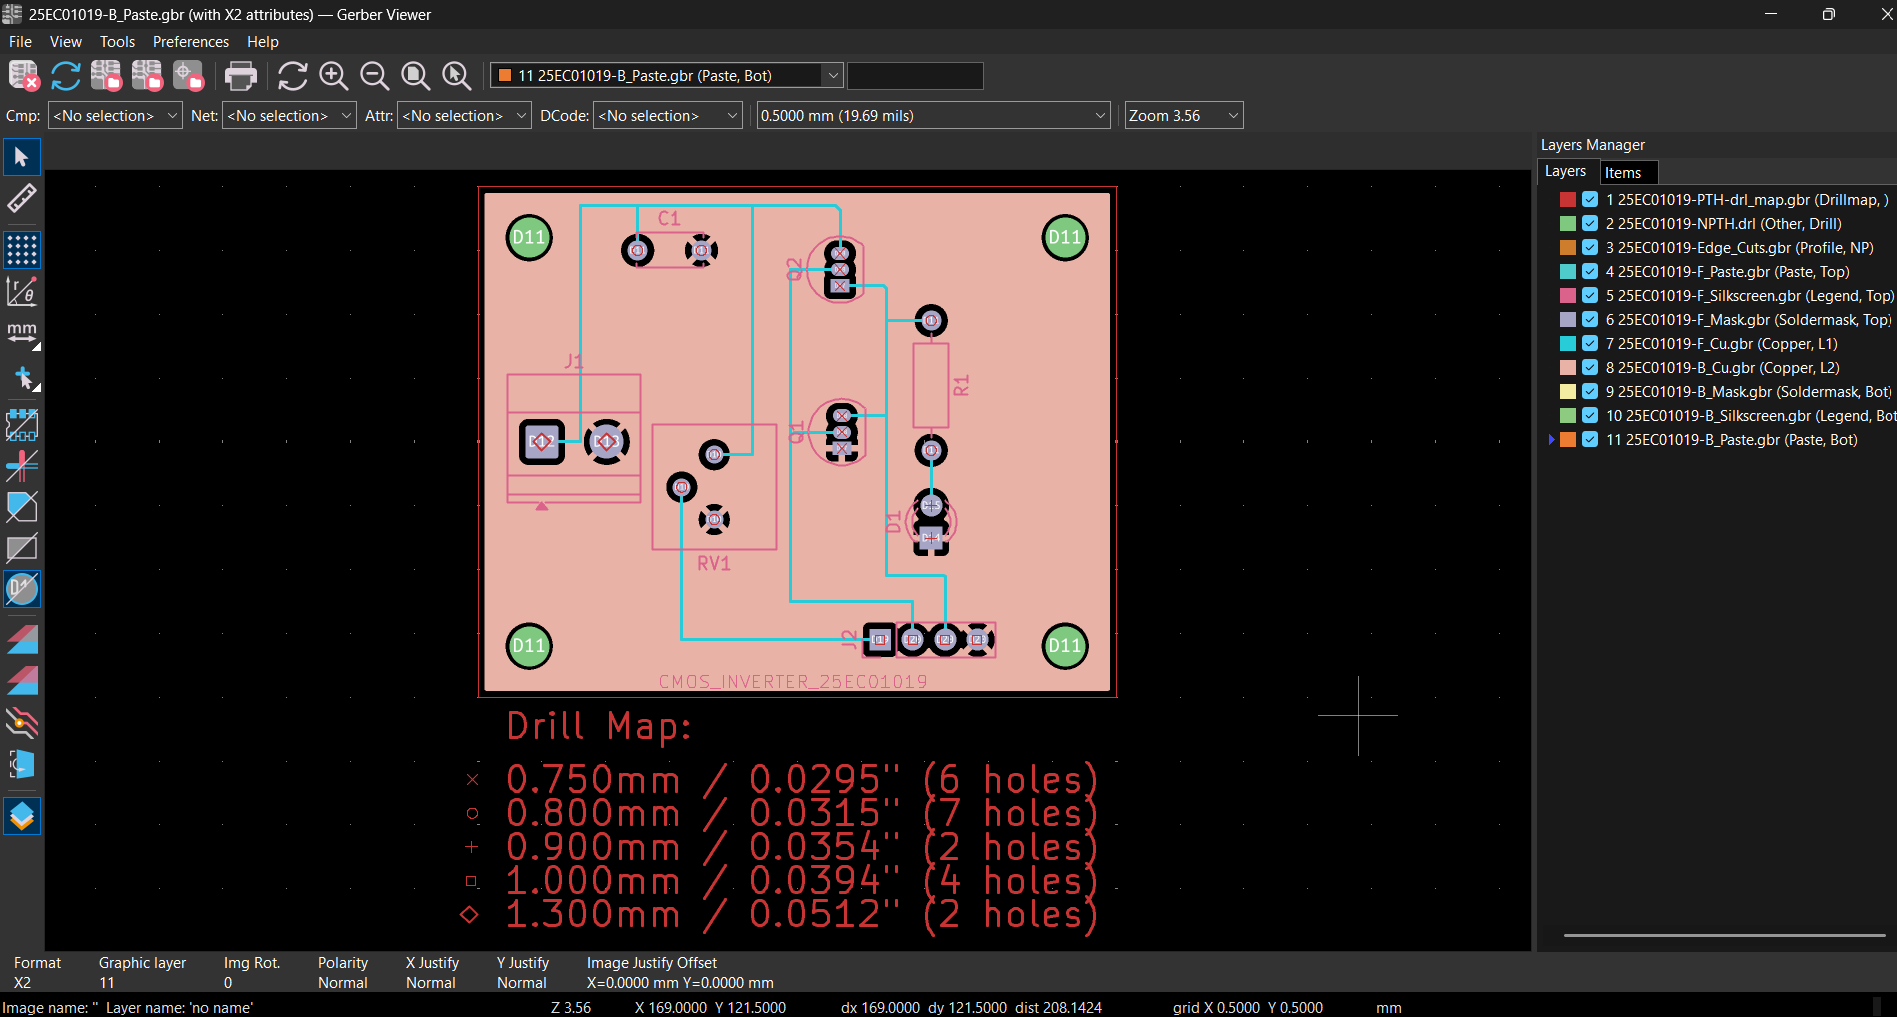 25EC01019-B_Paste.gbr (with X2 attributes) — Gerber Viewer
File View Tools Preferences Help
11 25EC01019-B_Paste.gbr (Paste, Bot)
Cmp: <No selection> Net: <No selection> Attr: <No selection> DCode: <No selection> 0.5000 mm (19.69 mils) Zoom 3.56
Layers Manager
Layers Items
1 25EC01019-PTH-drl_map.gbr (Drillmap, )
2 25EC01019-NPTH.drl (Other, Drill)
3 25EC01019-Edge_Cuts.gbr (Profile, NP)
4 25EC01019-F_Paste.gbr (Paste, Top)
5 25EC01019-F_Silkscreen.gbr (Legend, Top)
6 25EC01019-F_Mask.gbr (Soldermask, Top)
7 25EC01019-F_Cu.gbr (Copper, L1)
8 25EC01019-B_Cu.gbr (Copper, L2)
9 25EC01019-B_Mask.gbr (Soldermask, Bot)
10 25EC01019-B_Silkscreen.gbr (Legend, Bot
11 25EC01019-B_Paste.gbr (Paste, Bot)
r
θ
mm
D1
C1
D11 D11
Q2
J1
R1
Q1
D12 D13
D1
RV1
J2
D11 D11
CMOS_INVERTER_25EC01019
Drill Map:
0.750mm / 0.0295" (6 holes)
0.800mm / 0.0315" (7 holes)
0.900mm / 0.0354" (2 holes)
1.000mm / 0.0394" (4 holes)
1.300mm / 0.0512" (2 holes)
Format Graphic layer Img Rot. Polarity X Justify Y Justify Image Justify Offset
X2 11 0 Normal Normal Normal X=0.0000 mm Y=0.0000 mm
Image name: '' Layer name: 'no name' Z 3.56 X 169.0000 Y 121.5000 dx 169.0000 dy 121.5000 dist 208.1424 grid X 0.5000 Y 0.5000 mm